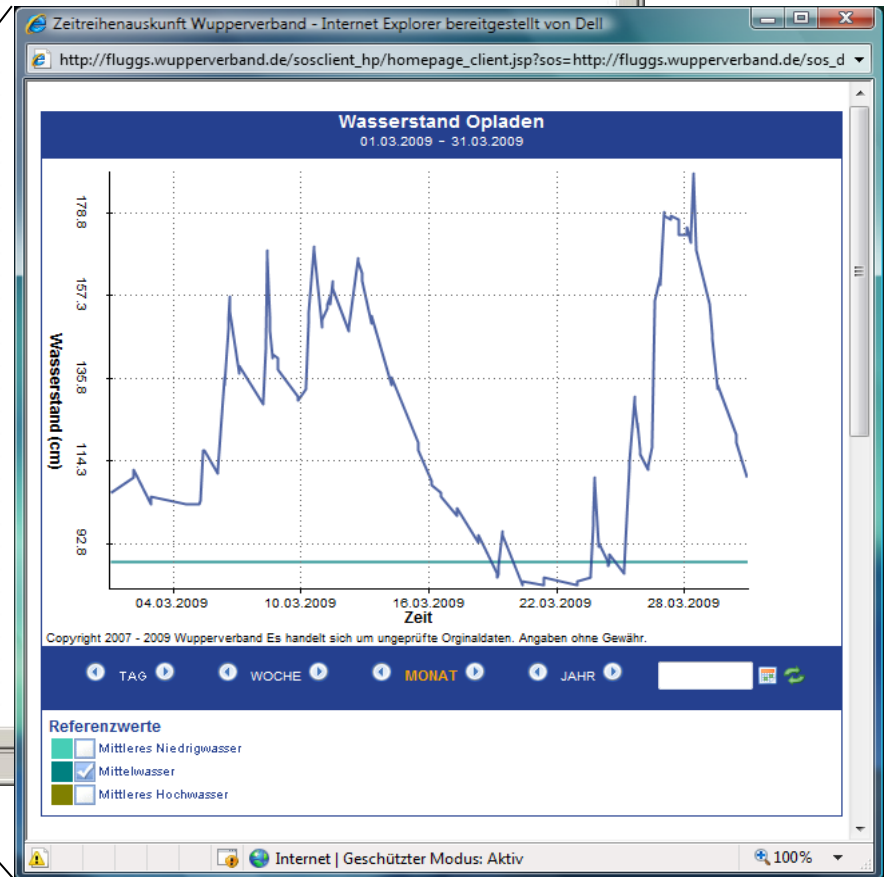 Zeitreihenauskunft Wupperverband - Internet Explorer bereitgestellt von Dell
http://fluggs.wupperverband.de/sosclient_hp/homepage_client.jsp?sos=http://fluggs.wupperverband.de/sos_d
Wasserstand Opladen
01.03.2009 - 31.03.2009
Wasserstand (cm)
178.8
157.3
135.8
114.3
92.8
04.03.2009 10.03.2009 16.03.2009 22.03.2009 28.03.2009
Zeit
Copyright 2007 - 2009 Wupperverband Es handelt sich um ungeprüfte Orginaldaten. Angaben ohne Gewähr.
TAG WOCHE MONAT JAHR
Referenzwerte
Mittleres Niedrigwasser
Mittelwasser
Mittleres Hochwasser
Internet | Geschützter Modus: Aktiv 100%